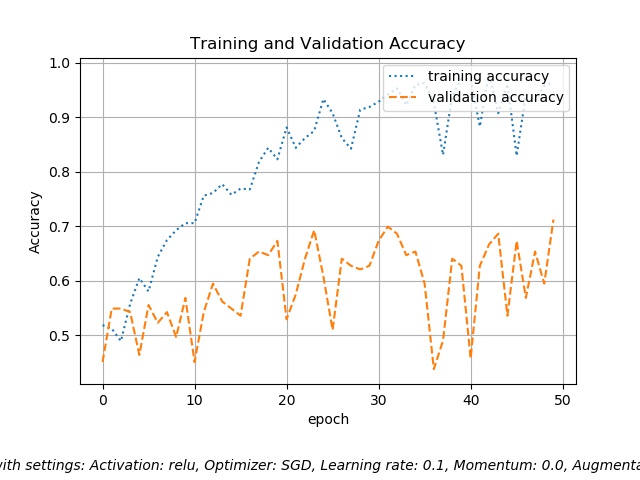 Training and Validation Accuracy
1.0
training accuracy
validation accuracy
0.9
0.8
0.7
0.6
0.5
Accuracy
0 10 20 30 40 50
epoch
settings: Activation: relu, Optimizer: SGD, Learning rate: 0.1, Momentum: 0.0,